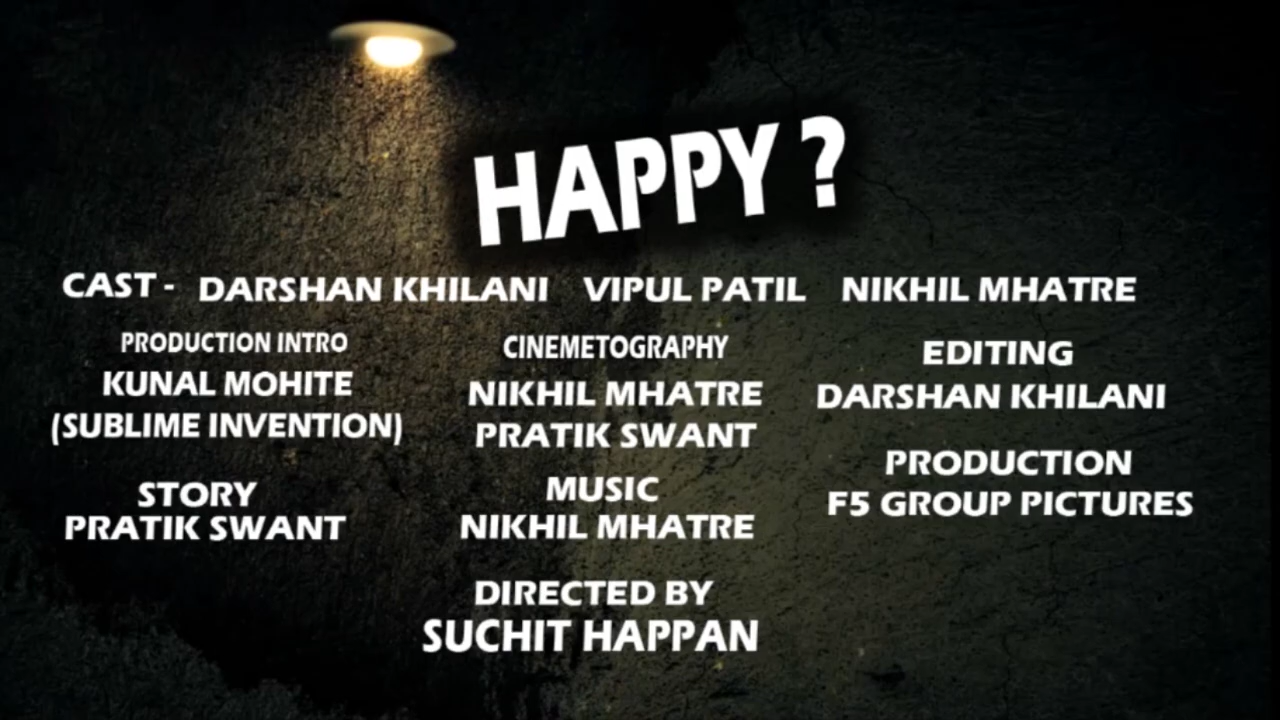 HAPPY ?
CAST - DARSHAN KHILANI VIPUL PATIL NIKHIL MHATRE
PRODUCTION INTRO
KUNAL MOHITE
(SUBLIME INVENTION)
CINEMETOGRAPHY
NIKHIL MHATRE
PRATIK SWANT
EDITING
DARSHAN KHILANI
STORY
PRATIK SWANT
MUSIC
NIKHIL MHATRE
PRODUCTION
F5 GROUP PICTURES
DIRECTED BY
SUCHIT HAPPAN